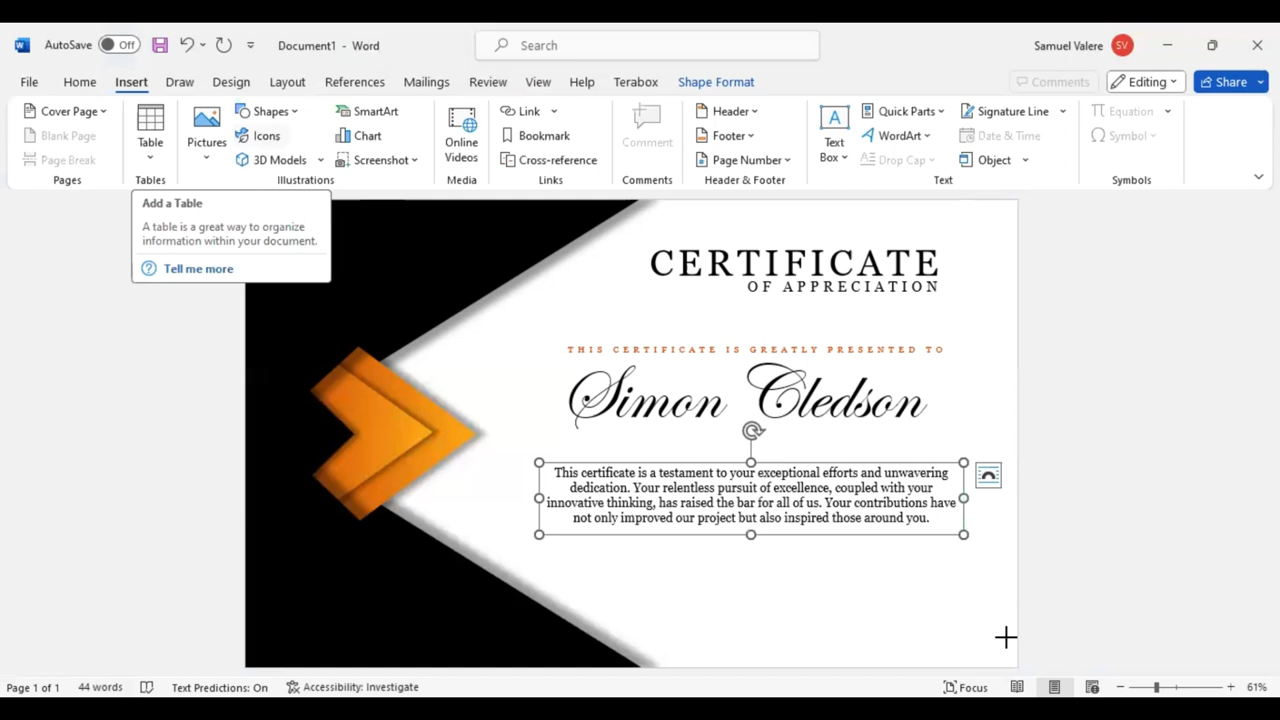 AutoSave Off Document1 - Word Search Samuel Valere SV
File Home Insert Draw Design Layout References Mailings Review View Help Terabox Shape Format Comments Editing Share
Cover Page
Blank Page
Page Break
Pages
Table
Tables
Pictures
Shapes
Icons
3D Models
SmartArt
Chart
Screenshot
Illustrations
Online
Videos
Media
Link
Bookmark
Cross-reference
Links
Comment
Comments
Header
Footer
Page Number
Header & Footer
A
Text
Box
Quick Parts
WordArt
Drop Cap
Signature Line
Date & Time
Object
Text
Equation
Symbol
Symbols
Add a Table
A table is a great way to organize
information within your document.
? Tell me more
CERTIFICATE
OF APPRECIATION
THIS CERTIFICATE IS GREATLY PRESENTED TO
Simon Cledson
This certificate is a testament to your exceptional efforts and unwavering
dedication. Your relentless pursuit of excellence, coupled with your
innovative thinking, has raised the bar for all of us. Your contributions have
not only improved our project but also inspired those around you.
Page 1 of 1 44 words Text Predictions: On Accessibility: Investigate Focus 61%